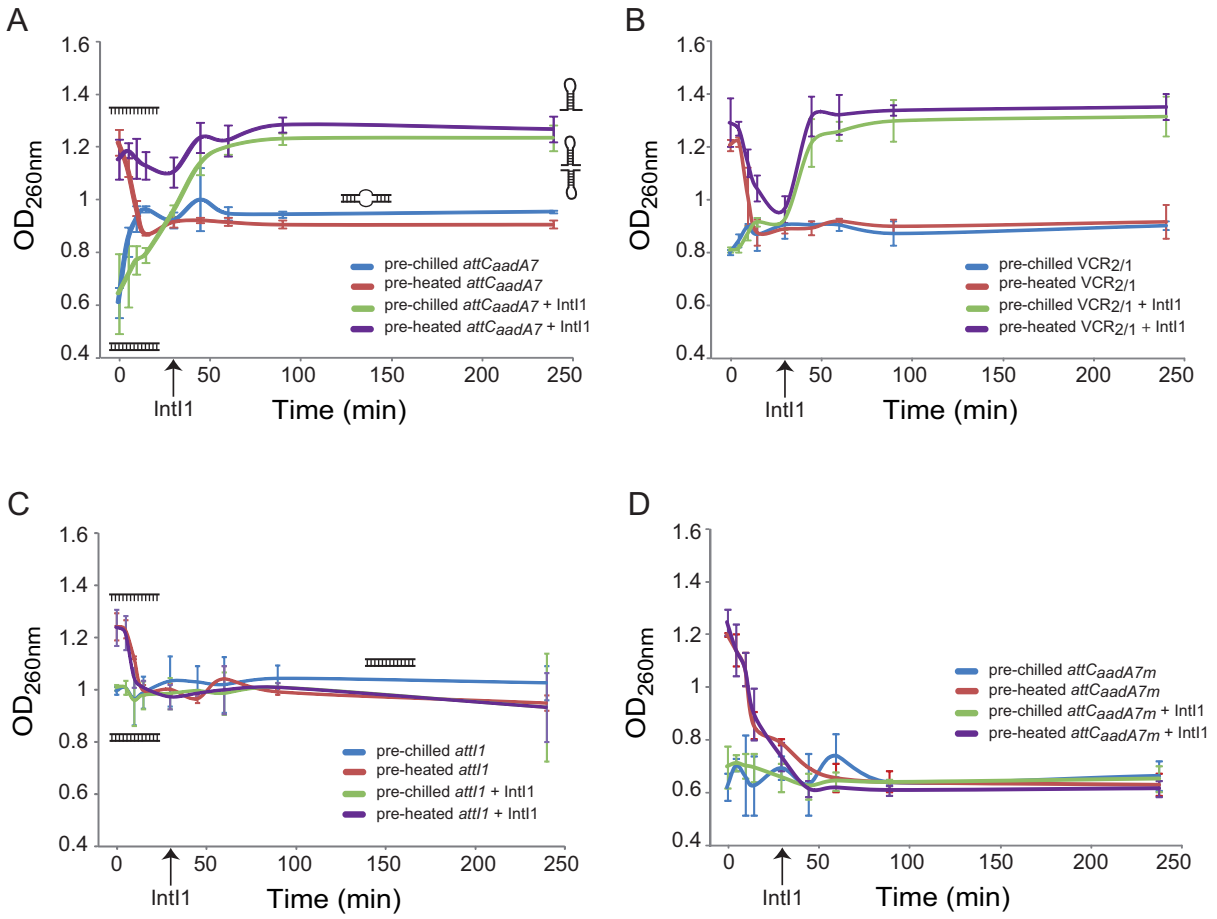 A
OD260nm
1.6
1.4
1.2
1
0.8
0.6
0.4
0
50
100
150
200
250
IntI1
Time (min)
pre-chilled attCaadA7
pre-heated attCaadA7
pre-chilled attCaadA7 + IntI1
pre-heated attCaadA7 + IntI1
B
OD260nm
1.6
1.4
1.2
1
0.8
0.6
0.4
0
50
100
150
200
250
IntI1
Time (min)
pre-chilled VCR2/1
pre-heated VCR2/1
pre-chilled VCR2/1 + IntI1
pre-heated VCR2/1 + IntI1
C
OD260nm
1.6
1.4
1.2
1
0.8
0.6
0.4
0
50
100
150
200
250
IntI1
Time (min)
pre-chilled attI1
pre-heated attI1
pre-chilled attI1 + IntI1
pre-heated attI1 + IntI1
D
OD260nm
1.6
1.4
1.2
1
0.8
0.6
0.4
0
50
100
150
200
250
IntI1
Time (min)
pre-chilled attCaadA7m
pre-heated attCaadA7m
pre-chilled attCaadA7m + IntI1
pre-heated attCaadA7m + IntI1